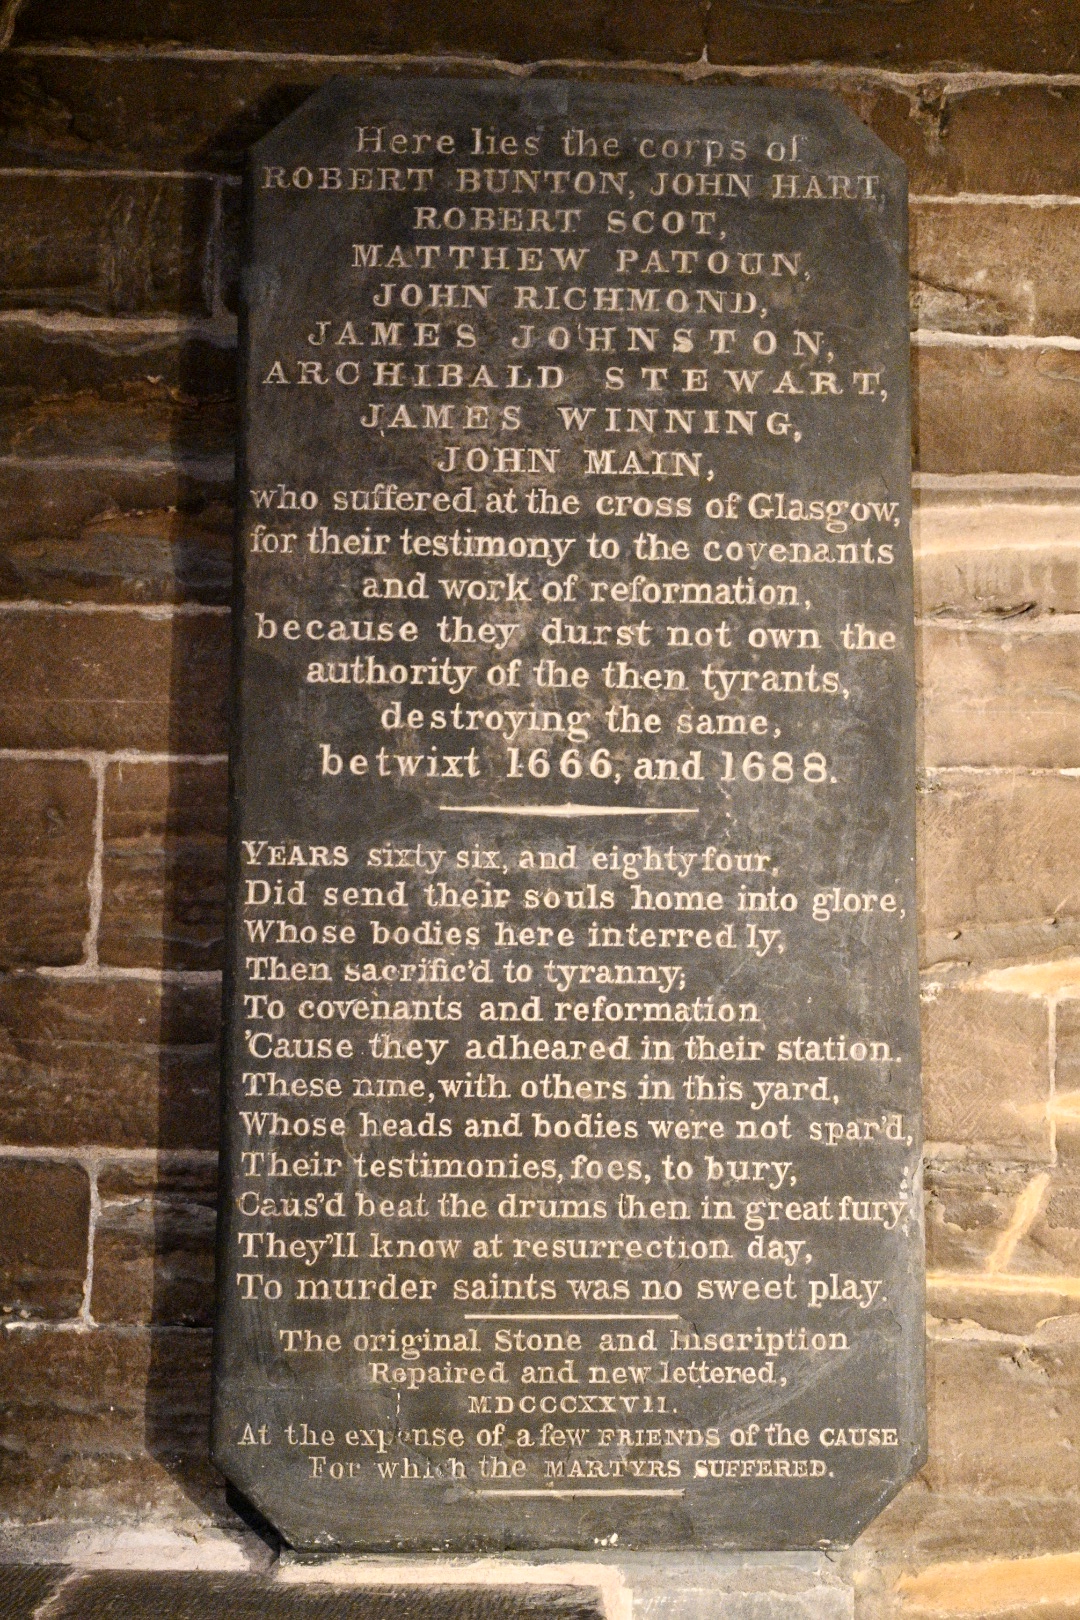 Here lies the corps of
ROBERT BUNTON, JOHN HART,
ROBERT SCOT,
MATTHEW PATOUN,
JOHN RICHMOND,
JAMES JOHNSTON,
ARCHIBALD STEWART,
JAMES WINNING,
JOHN MAIN,
who suffered at the cross of Glasgow,
for their testimony to the covenants
and work of reformation,
because they durst not own the
authority of the then tyrants,
destroying the same,
betwixt 1666, and 1688.
YEARS sixty six, and eighty four,
Did send their souls home into glore,
Whose bodies here interred ly,
Then sacrific'd to tyranny;
To covenants and reformation
'Cause they adheared in their station.
These nine, with others in this yard,
Whose heads and bodies were not spar'd,
Their testimonies, foes, to bury,
Caus'd beat the drums then in great fury,
They'll know at resurrection day,
To murder saints was no sweet play.
The original Stone and Inscription
Repaired and new lettered,
MDCCCXXVII.
At the expense of a few FRIENDS of the CAUSE
For which the MARTYRS SUFFERED.